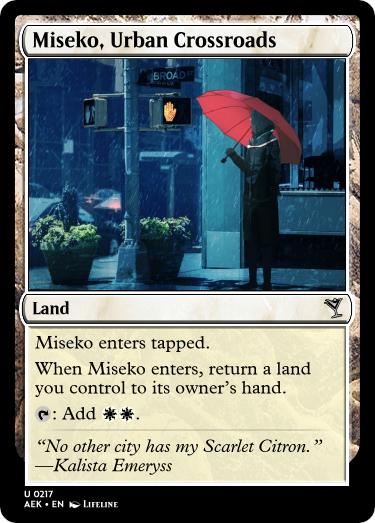 Miseko, Urban Crossroads
BROAD
Land
Miseko enters tapped.
When Miseko enters, return a land
you control to its owner's hand.
: Add .
"No other city has my Scarlet Citron."
—Kalista Emeryss
U 0217
AEK • EN Lifeline